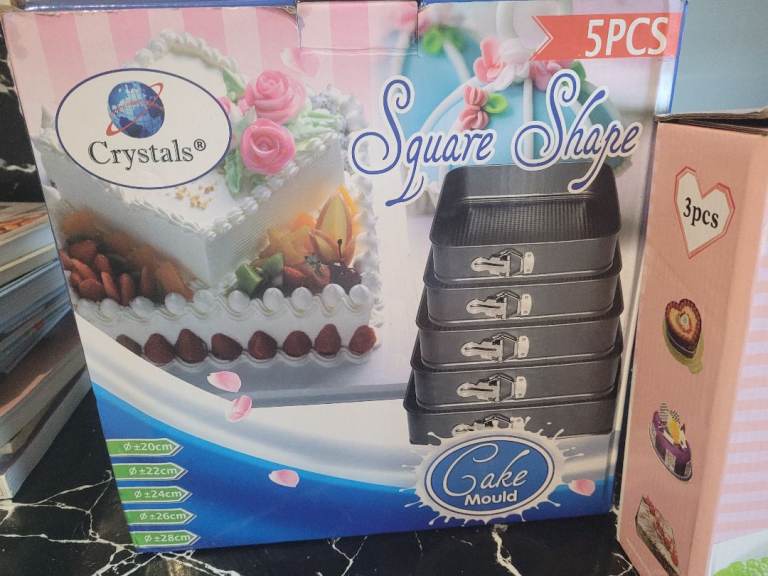 5PCS
Crystals®
Square Shape
3pcs
Ø ±20cm
Ø ±22cm
Ø ±24cm
Ø ±26cm
Ø ±28cm
Cake
Mould